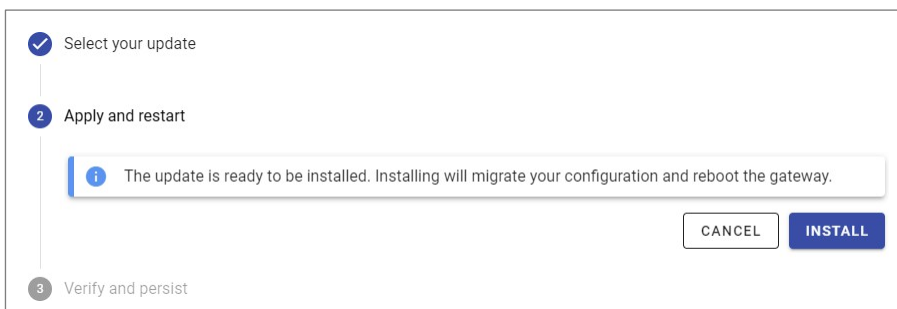 Select your update
2 Apply and restart
i The update is ready to be installed. Installing will migrate your configuration and reboot the gateway.
CANCEL INSTALL
3 Verify and persist